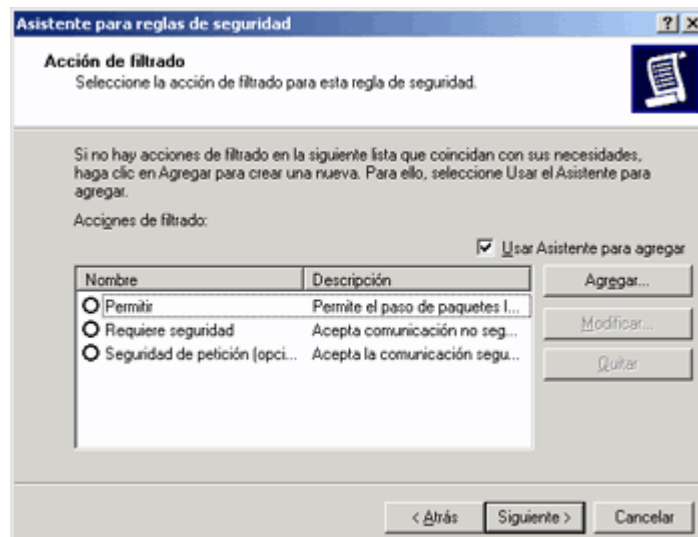 Asistente para reglas de seguridad
Acción de filtrado
Seleccione la acción de filtrado para esta regla de seguridad.
Si no hay acciones de filtrado en la siguiente lista que coincidan con sus necesidades,
haga clic en Agregar para crear una nueva. Para ello, seleccione Usar el Asistente para
agregar.
Acciones de filtrado:
Usar Asistente para agregar
Nombre Descripción
Permitir Permite el paso de paquetes I...
Requiere seguridad Acepta comunicación no seg...
Seguridad de petición (opci... Acepta la comunicación segu...
Agregar...
Modificar...
Quitar
< Atrás Siguiente > Cancelar